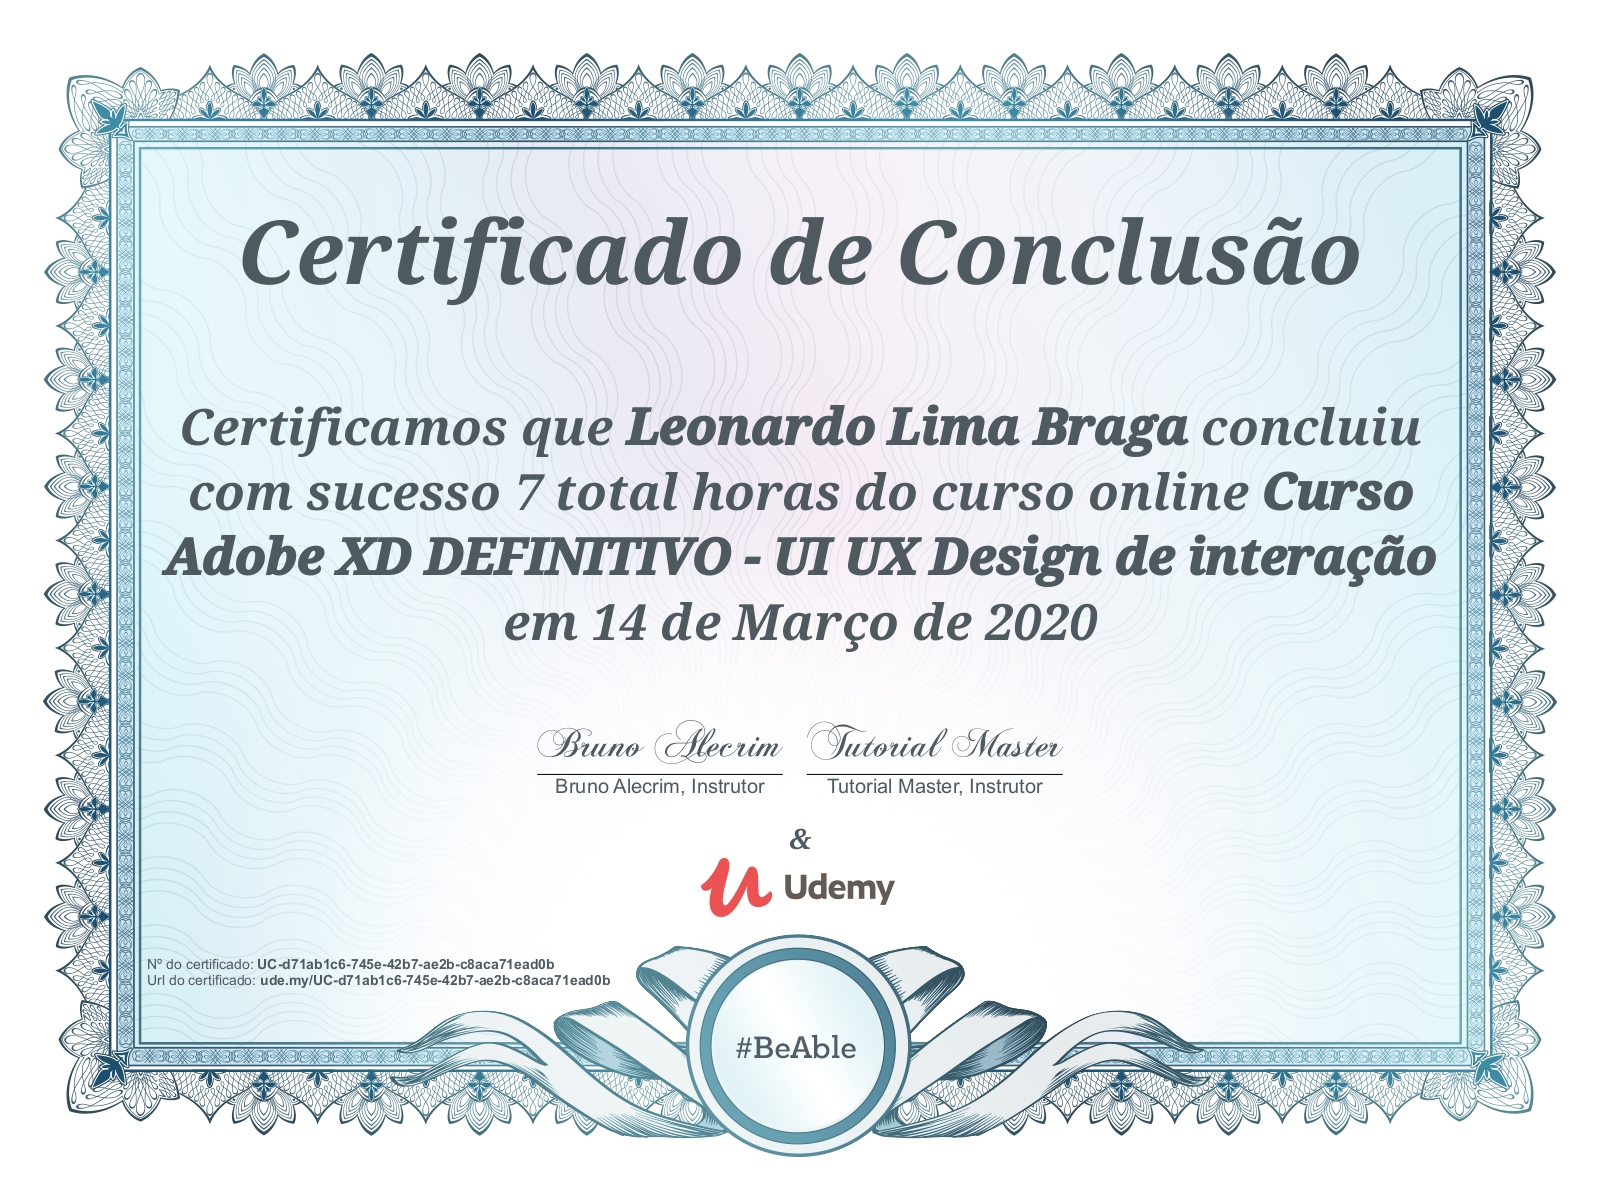 Certificado de Conclusão
Certificamos que Leonardo Lima Braga concluiu
com sucesso 7 total horas do curso online Curso
Adobe XD DEFINITIVO - UI UX Design de interação
em 14 de Março de 2020
Bruno Alecrim Tutorial Master
Bruno Alecrim, Instrutor Tutorial Master, Instrutor
&
Udemy
Nº do certificado: UC-d71ab1c6-745e-42b7-ae2b-c8aca71ead0b
Url do certificado: ude.my/UC-d71ab1c6-745e-42b7-ae2b-c8aca71ead0b
#BeAble